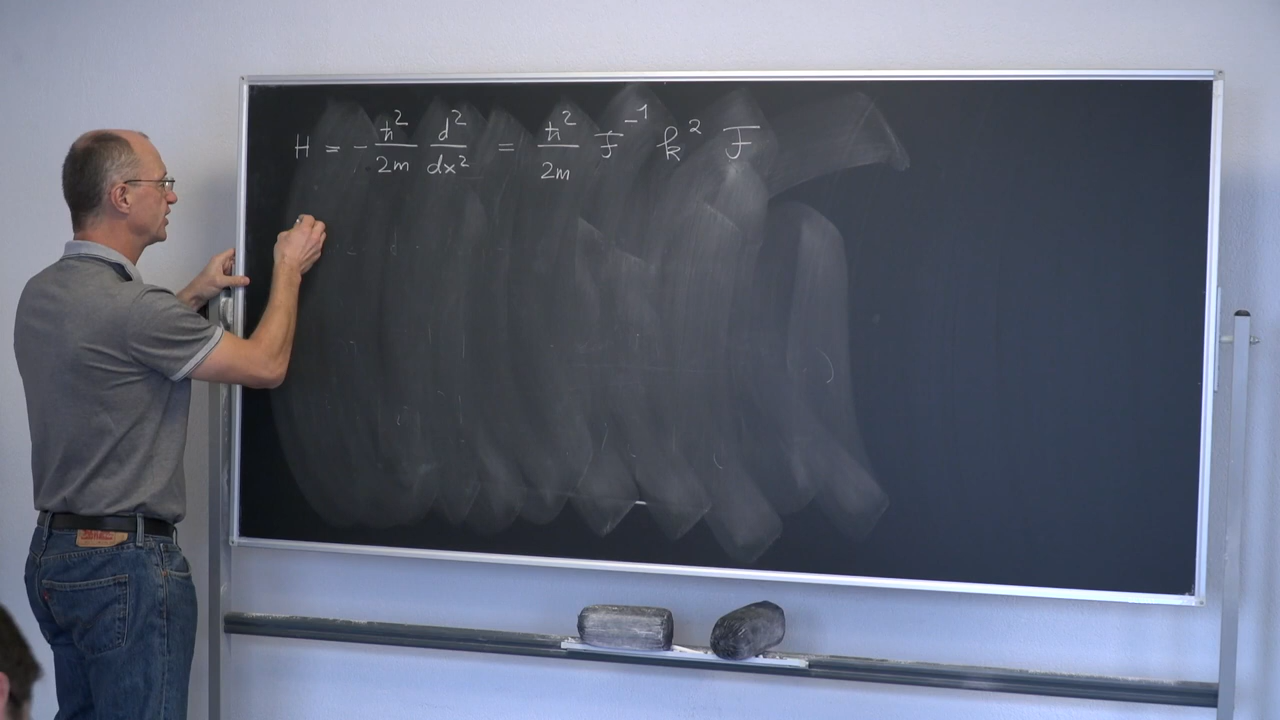 H = - ħ²/2m d²/dx² = ħ²/2m F⁻¹ k² F